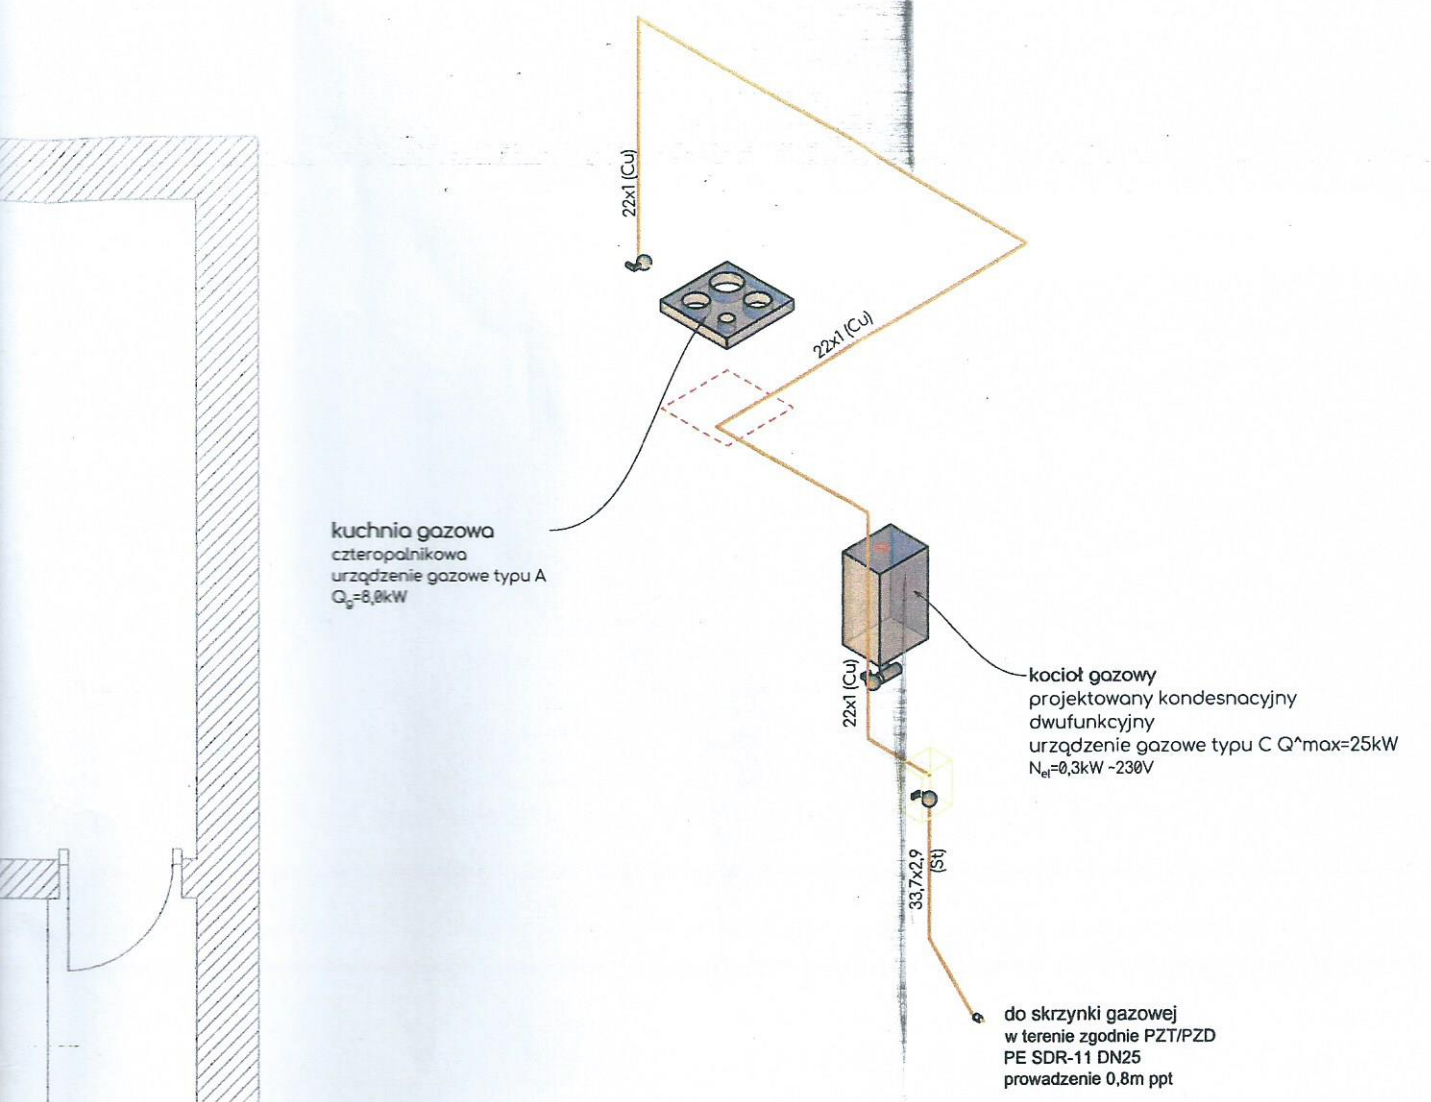 22x1 (Cu)
22x1 (Cu)
kuchnia gazowa
czteropalnikowa
urządzenie gazowe typu A
Qg=8,0kW
22x1 (Cu)
kocioł gazowy
projektowany kondesnacyjny
dwufunkcyjny
urządzenie gazowe typu C Q^max=25kW
Nel=0,3kW ~230V
33,7x2,9
(St)
do skrzynki gazowej
w terenie zgodnie PZT/PZD
PE SDR-11 DN25
prowadzenie 0,8m ppt